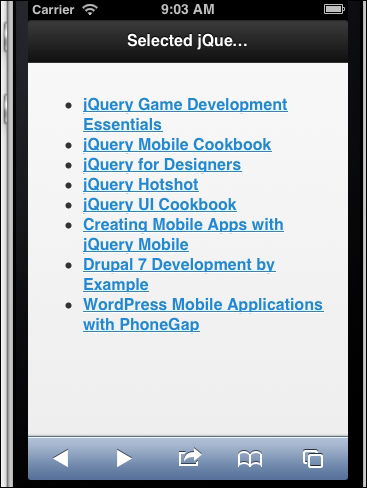 Carrier 9:03 AM
Selected jQue...
jQuery Game Development
Essentials
jQuery Mobile Cookbook
jQuery for Designers
jQuery Hotshot
jQuery UI Cookbook
Creating Mobile Apps with
jQuery Mobile
Drupal 7 Development by
Example
WordPress Mobile Applications
with PhoneGap